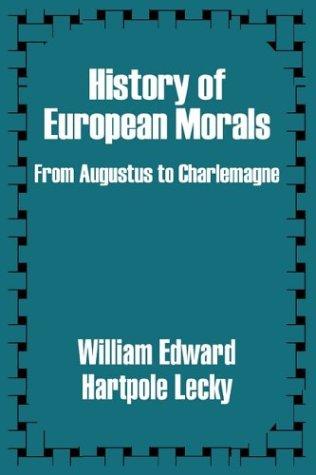 History of
European Morals
From Augustus to Charlemagne
William Edward
Hartpole Lecky